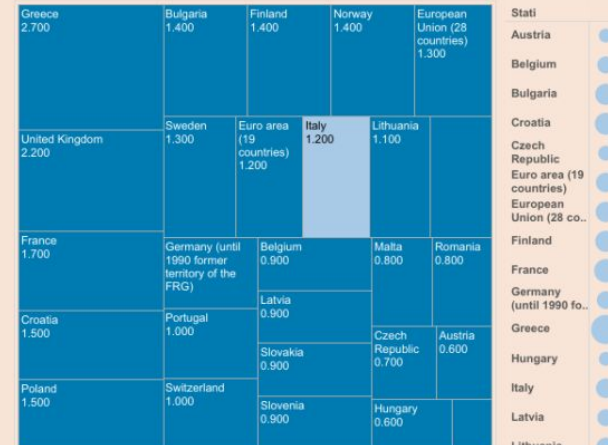 Greece
2.700
Bulgaria
1.400
Finland
1.400
Norway
1.400
European
Union (28
countries)
1.300
United Kingdom
2.200
Sweden
1.300
Euro area
(19
countries)
1.200
Italy
1.200
Lithuania
1.100
France
1.700
Germany (until
1990 former
territory of the
FRG)
Belgium
0.900
Malta
0.800
Romania
0.800
Latvia
0.900
Croatia
1.500
Portugal
1.000
Slovakia
0.900
Czech
Republic
0.700
Austria
0.600
Poland
1.500
Switzerland
1.000
Slovenia
0.900
Hungary
0.600
Stati
Austria
Belgium
Bulgaria
Croatia
Czech
Republic
Euro area (19
countries)
European
Union (28 co..
Finland
France
Germany
(until 1990 fo..
Greece
Hungary
Italy
Latvia
Lithuania